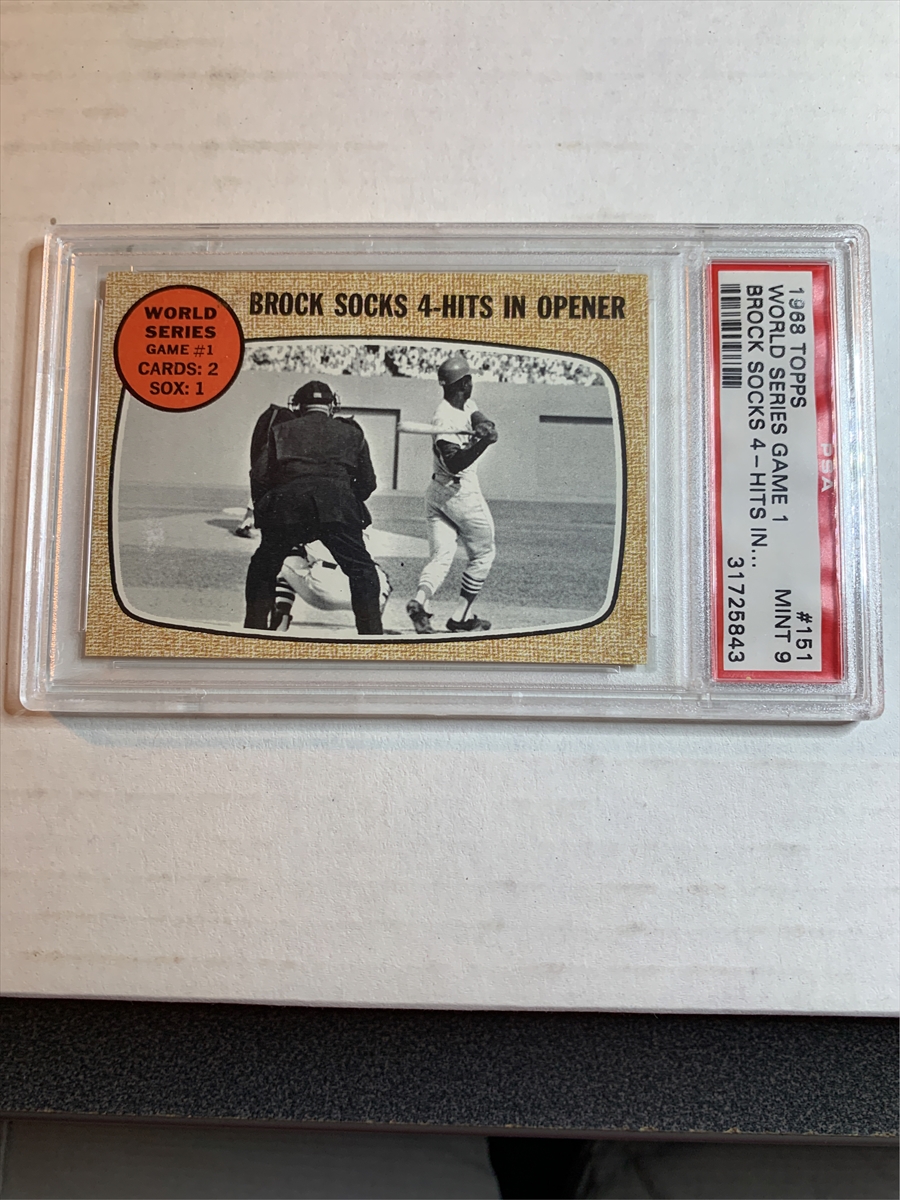 BROCK SOCKS 4-HITS IN OPENER
WORLD
SERIES
GAME #1
CARDS: 2
SOX: 1
PSA
1968 TOPPS #151
WORLD SERIES GAME 1 MINT 9
BROCK SOCKS 4-HITS IN...
31725843